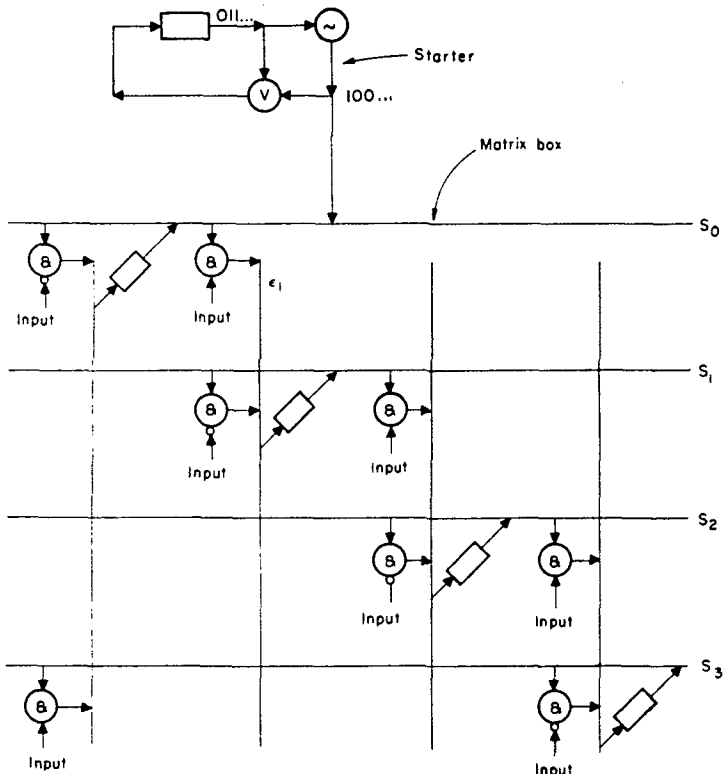 011...
~
Starter
V
100...
Matrix box
S0
& &
Input Input
ϵ1
S1
& &
Input Input
S2
& &
Input Input
S3
& &
Input Input